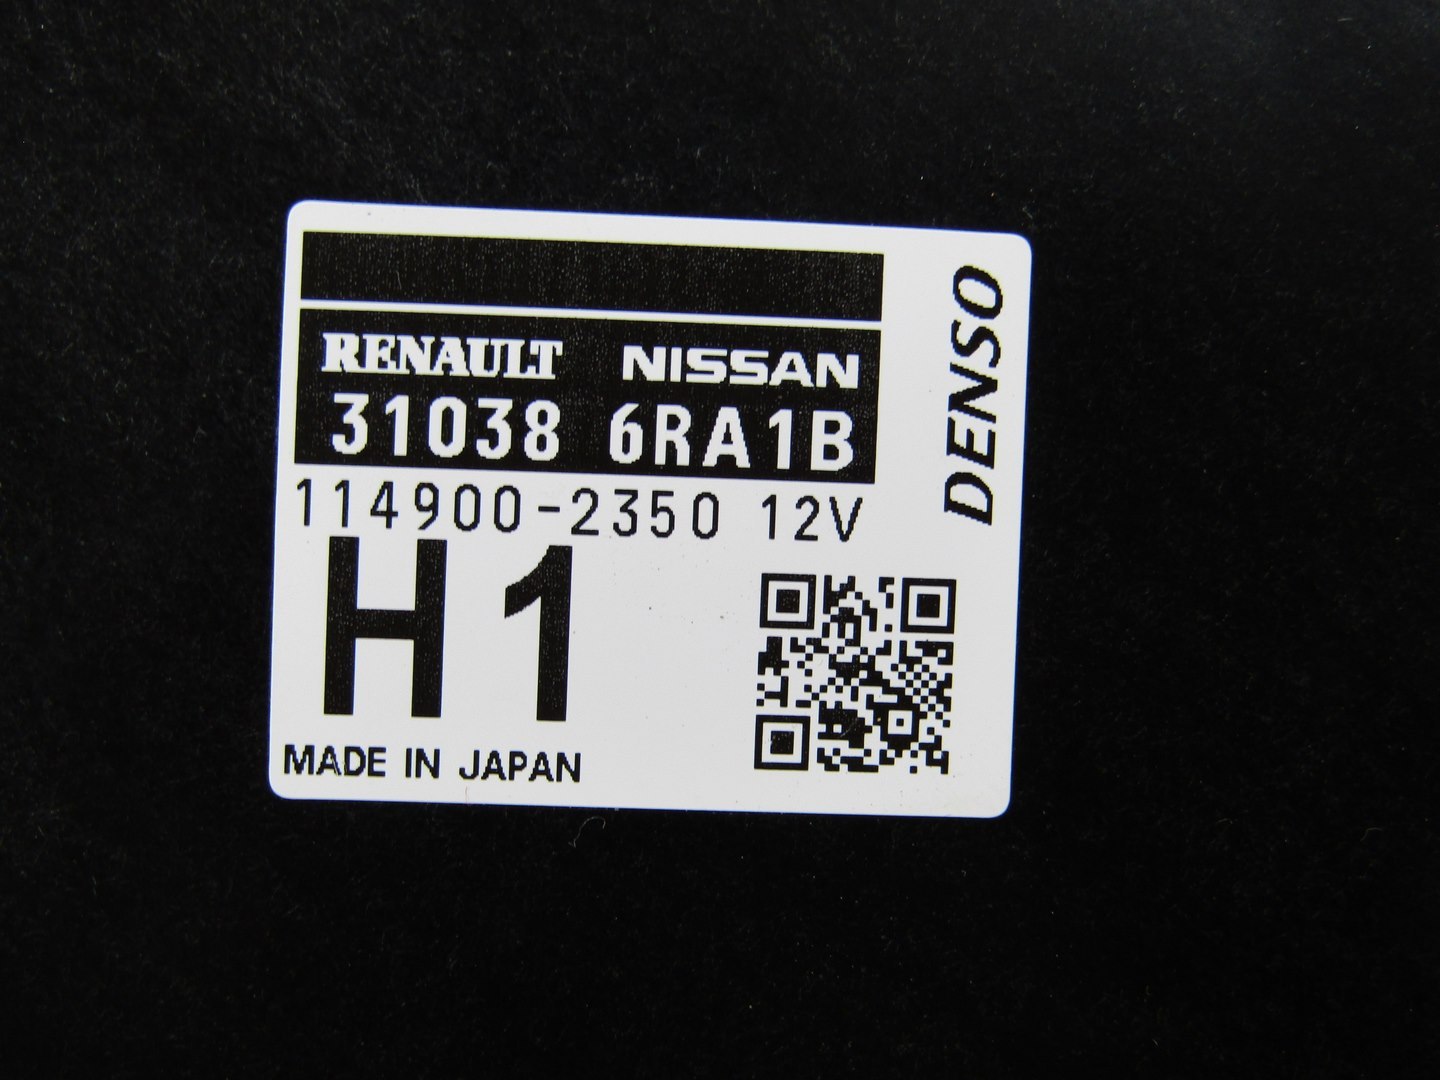 RENAULT NISSAN
31038 6RA1B
114900-2350 12V
H1
MADE IN JAPAN
DENSO